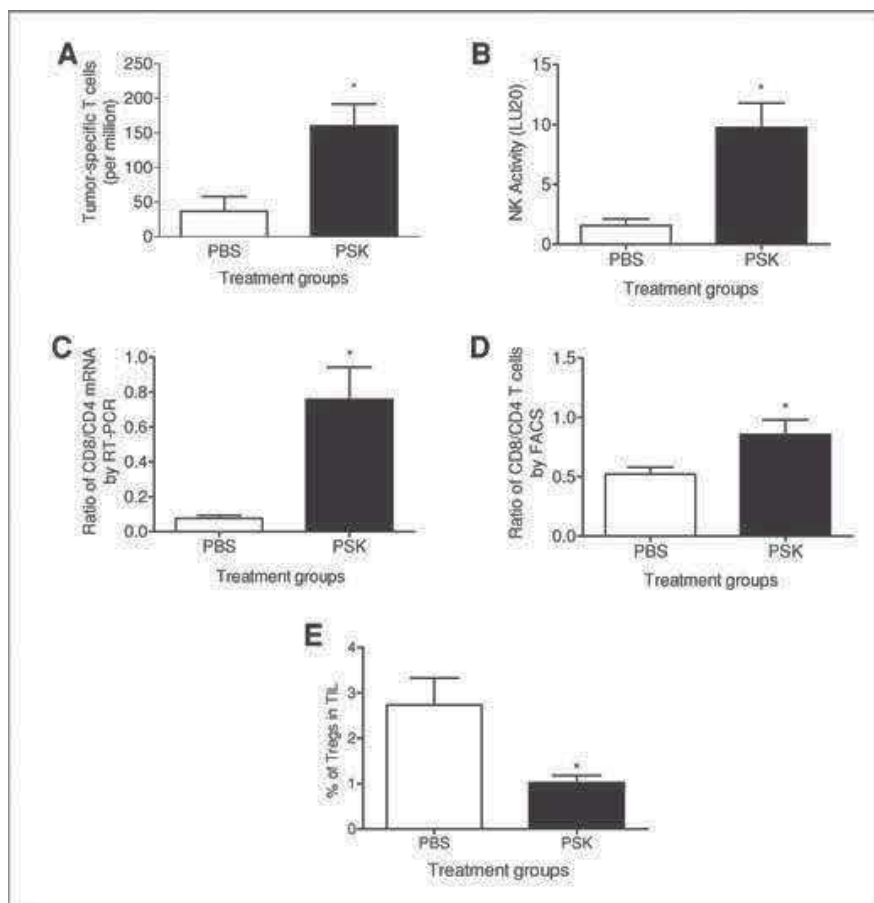 A
Tumor-specific T cells
(per million)
250
200
150
100
50
0
*
PBS
PSK
Treatment groups
B
NK Activity (LU20)
15
10
5
0
*
PBS
PSK
Treatment groups
C
Ratio of CD8/CD4 mRNA
by RT-PCR
1.0
0.8
0.6
0.4
0.2
0.0
*
PBS
PSK
Treatment groups
D
Ratio of CD8/CD4 T cells
by FACS
1.5
1.0
0.5
0.0
*
PBS
PSK
Treatment groups
E
% of Tregs in TIL
4
3
2
1
0
*
PBS
PSK
Treatment groups